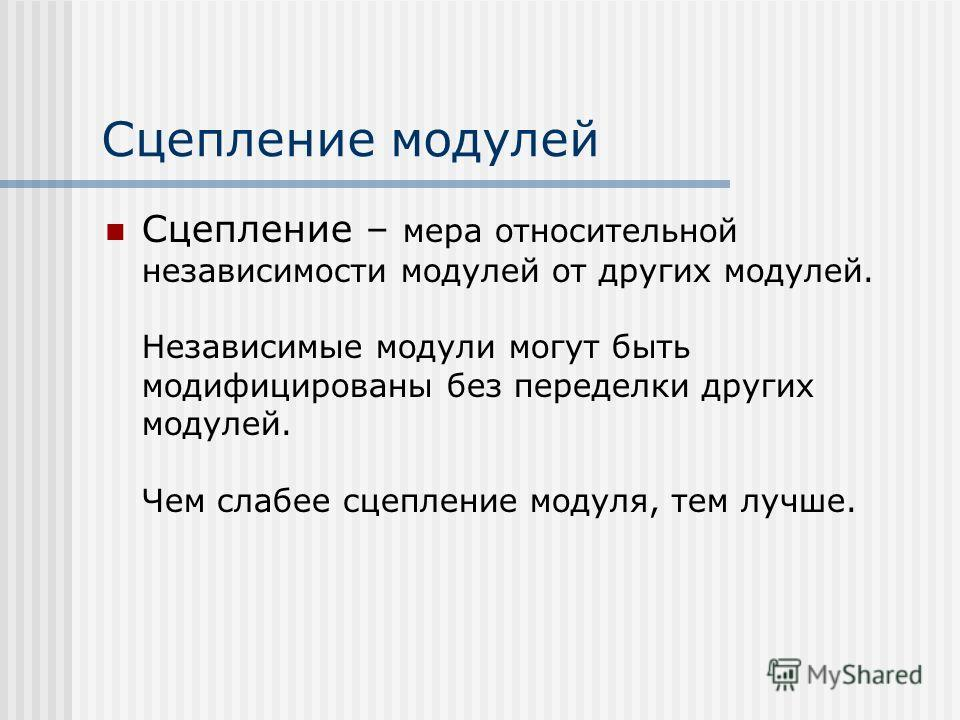 Сцепление модулей
Сцепление – мера относительной
независимости модулей от других модулей.
Независимые модули могут быть
модифицированы без переделки других
модулей.
Чем слабее сцепление модуля, тем лучше.
MyShared